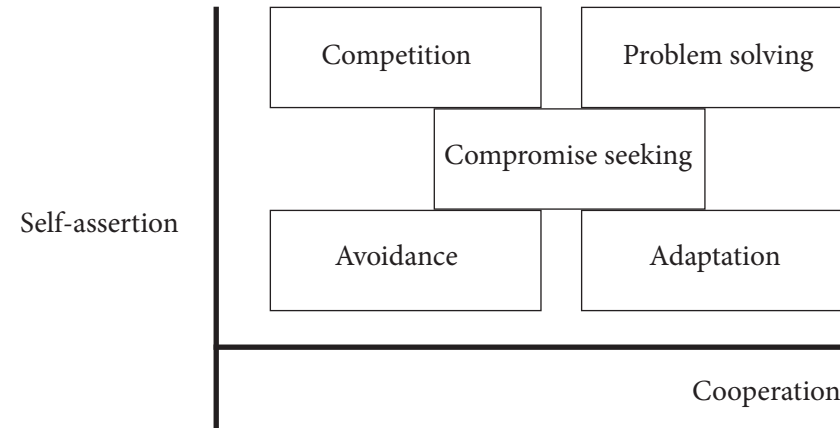 Competition
Problem solving
Compromise seeking
Self-assertion
Avoidance
Adaptation
Cooperation